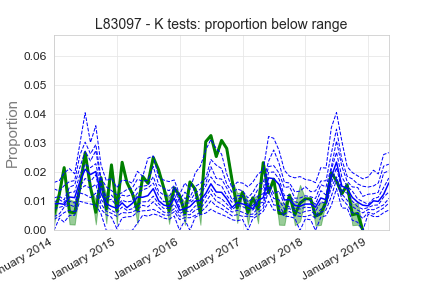 L83097 - K tests: proportion below range
Proportion
0.06
0.05
0.04
0.03
0.02
0.01
0.00
nuary 2014
January 2015
January 2016
January 2017
January 2018
January 2019